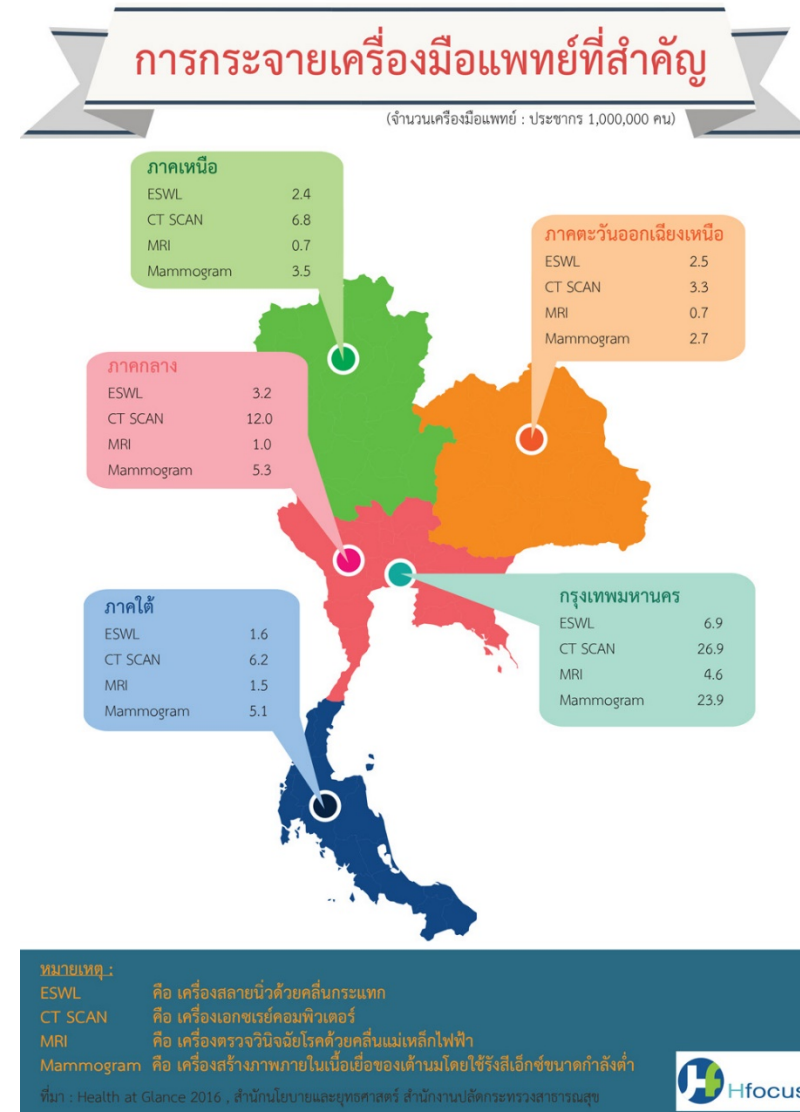 การกระจายเครื่องมือแพทย์ที่สำคัญ
(จำนวนเครื่องมือแพทย์ : ประชากร 1,000,000 คน)
ภาคเหนือ
ESWL 2.4
CT SCAN 6.8
MRI 0.7
Mammogram 3.5
ภาคตะวันออกเฉียงเหนือ
ESWL 2.5
CT SCAN 3.3
MRI 0.7
Mammogram 2.7
ภาคกลาง
ESWL 3.2
CT SCAN 12.0
MRI 1.0
Mammogram 5.3
กรุงเทพมหานคร
ESWL 6.9
CT SCAN 26.9
MRI 4.6
Mammogram 23.9
ภาคใต้
ESWL 1.6
CT SCAN 6.2
MRI 1.5
Mammogram 5.1
หมายเหตุ :
ESWL คือ เครื่องสลายนิ่วด้วยคลื่นกระแทก
CT SCAN คือ เครื่องเอกซเรย์คอมพิวเตอร์
MRI คือ เครื่องตรวจวินิจฉัยโรคด้วยคลื่นแม่เหล็กไฟฟ้า
Mammogram คือ เครื่องสร้างภาพภายในเนื้อเยื่อของเต้านมโดยใช้รังสีเอ็กซ์ขนาดกำลังต่ำ
ที่มา : Health at Glance 2016 , สำนักนโยบายและยุทธศาสตร์ สำนักงานปลัดกระทรวงสาธารณสุข
Hfocus